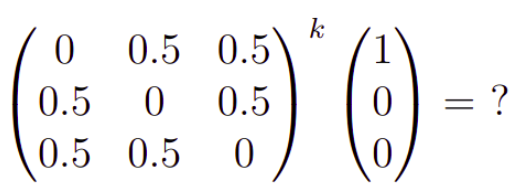 ( 0 0.5 0.5 ) k ( 1 )
( 0.5 0 0.5 ) ( 0 ) = ?
( 0.5 0.5 0 ) ( 0 )